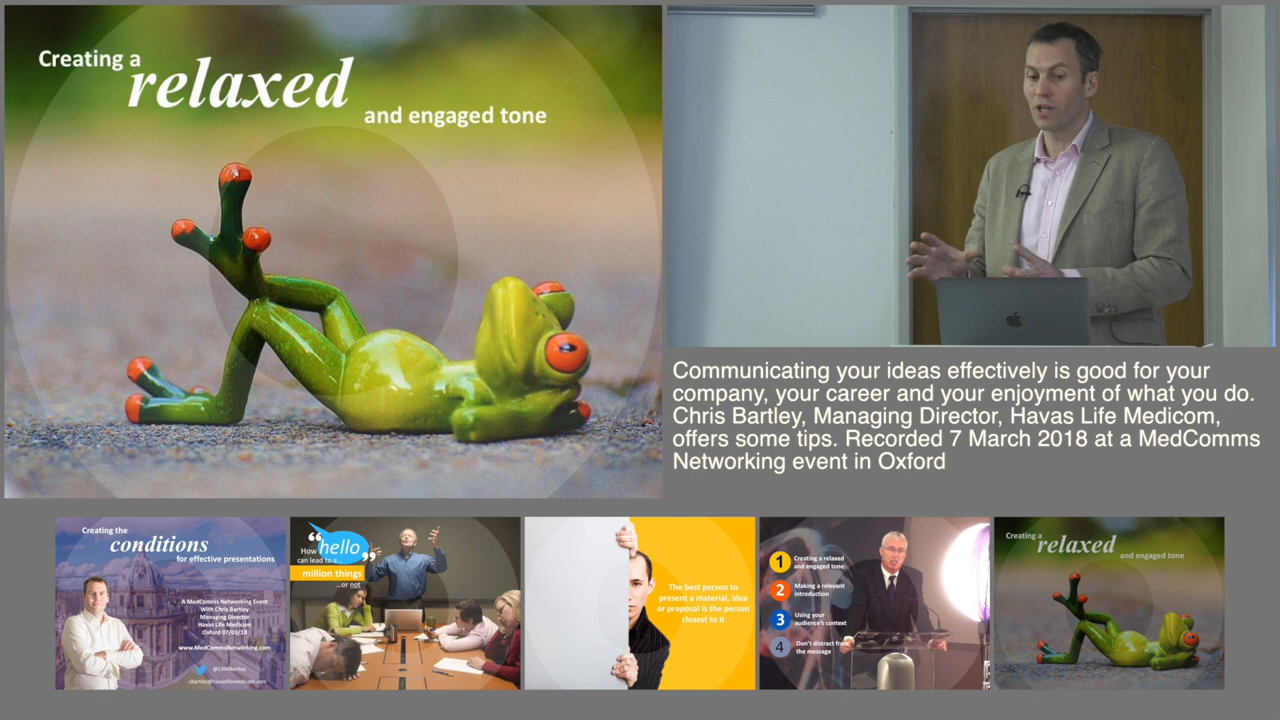 Creating a
relaxed
and engaged tone
Communicating your ideas effectively is good for your
company, your career and your enjoyment of what you do.
Chris Bartley, Managing Director, Havas Life Medicom,
offers some tips. Recorded 7 March 2018 at a MedComms
Networking event in Oxford
Creating the
conditions
for effective presentations
A MedComms Networking Event
With Chris Bartley
Managing Director
Havas Life Medicom
Oxford 07/03/18
www.MedCommsNetworking.com
@CAMBartley
cbartley@havaslifemedicom.com
How “hello”
can lead to a
million things
...or not
The best person to
present a material, idea
or proposal is the person
closest to it
1 Creating a relaxed
and engaged tone
2 Making a relevant
introduction
3 Using your
audience's context
4 Don't distract from
the message
Creating a
relaxed
and engaged tone